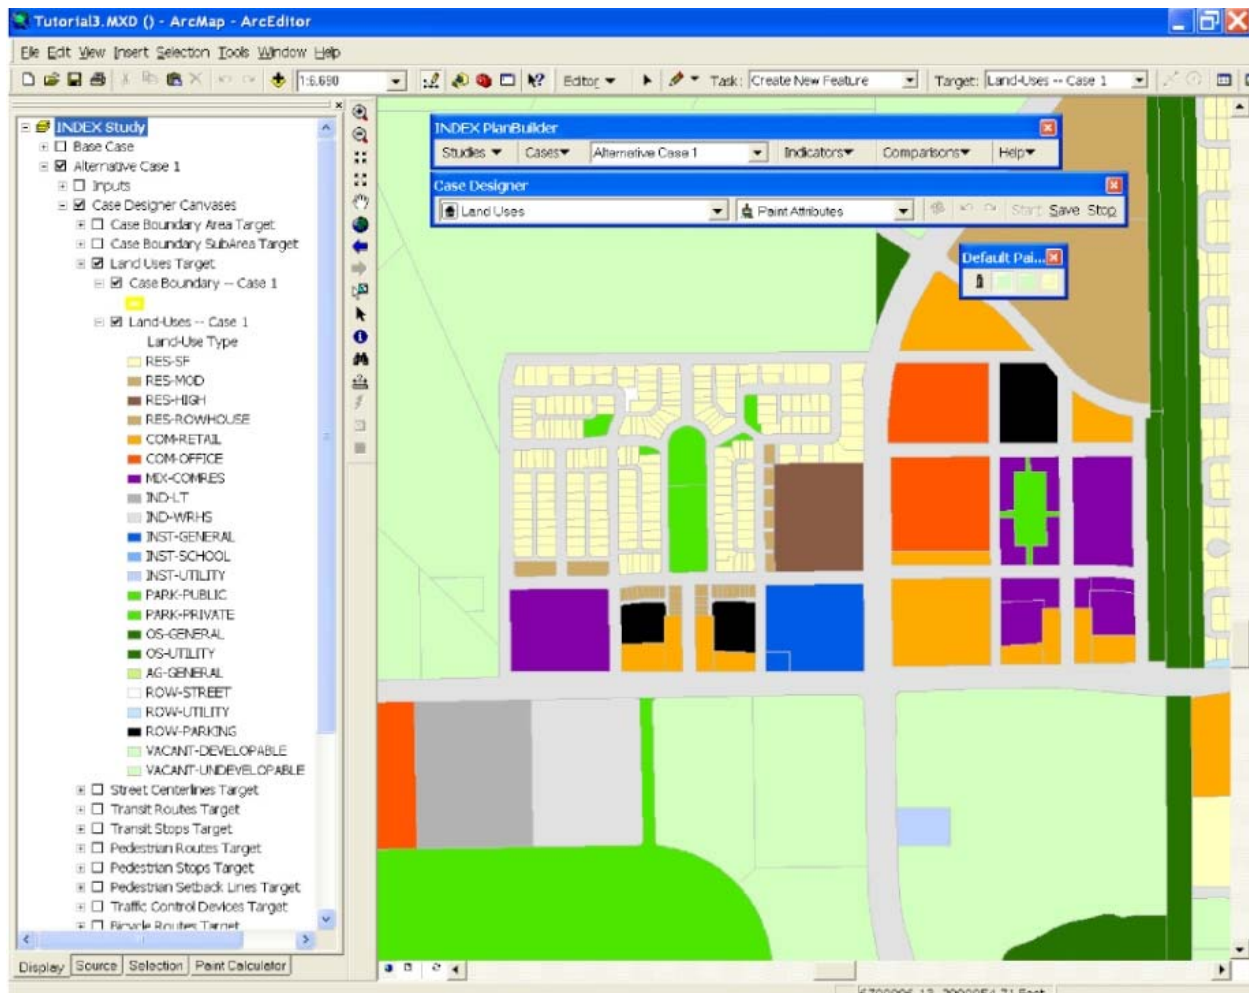 Tutorial3.MXD () - ArcMap - ArcEditor
File Edit View Insert Selection Tools Window Help
1:6,690 Editor Task: Create New Feature Target: Land-Uses -- Case 1
INDEX Study
Base Case
Alternative Case 1
Inputs
Case Designer Canvases
Case Boundary Area Target
Case Boundary SubArea Target
Land Uses Target
Case Boundary -- Case 1
Land-Uses -- Case 1
Land-Use Type
RES-SF
RES-MOD
RES-HIGH
RES-ROWHOUSE
COM-RETAIL
COM-OFFICE
MIX-COMRES
IND-LT
IND-WRHS
INST-GENERAL
INST-SCHOOL
INST-UTILITY
PARK-PUBLIC
PARK-PRIVATE
OS-GENERAL
OS-UTILITY
AG-GENERAL
ROW-STREET
ROW-UTILITY
ROW-PARKING
VACANT-DEVELOPABLE
VACANT-UNDEVELOPABLE
Street Centerlines Target
Transit Routes Target
Transit Stops Target
Pedestrian Routes Target
Pedestrian Stops Target
Pedestrian Setback Lines Target
Traffic Control Devices Target
Bicycle Routes Target
Display Source Selection Paint Calculator
INDEX PlanBuilder
Studies Cases Alternative Case 1 Indicators Comparisons Help
Case Designer
Land Uses Paint Attributes Start Save Stop
Default Pai...